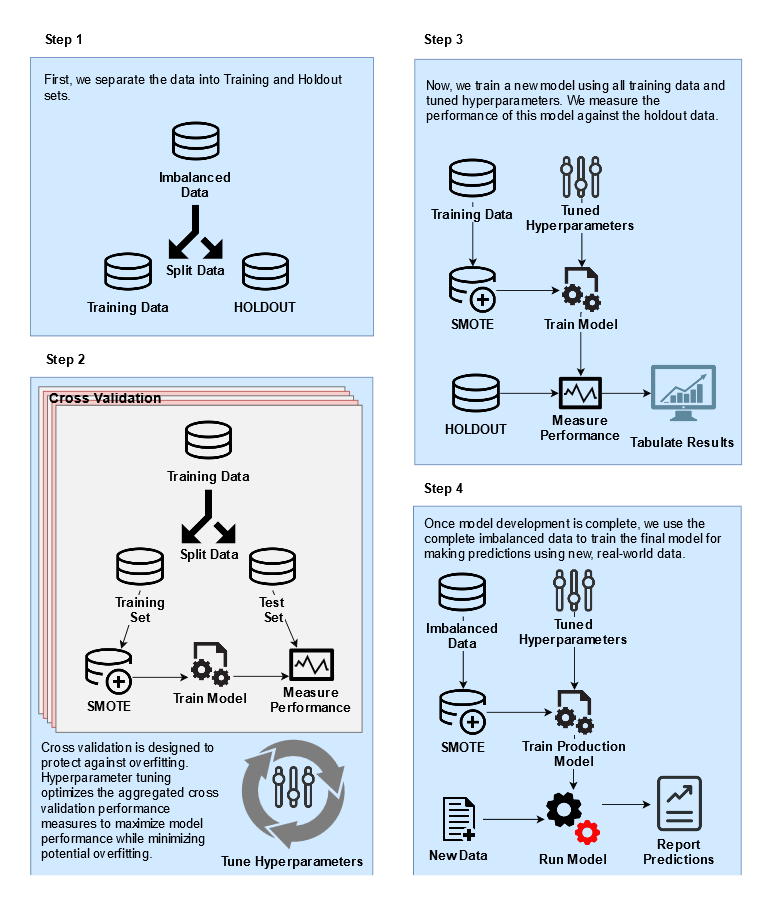 Step 1
First, we separate the data into Training and Holdout
sets.
Imbalanced
Data
Split Data
Training Data
HOLDOUT
Step 2
Cross Validation
Training Data
Split Data
Training
Set
Test
Set
SMOTE
Train Model
Measure
Performance
Cross validation is designed to
protect against overfitting.
Hyperparameter tuning
optimizes the aggregated cross
validation performance
measures to maximize model
performance while minimizing
potential overfitting.
Tune Hyperparameters
Step 3
Now, we train a new model using all training data and
tuned hyperparameters. We measure the
performance of this model against the holdout data.
Training Data
Tuned
Hyperparameters
SMOTE
Train Model
HOLDOUT
Measure
Performance
Tabulate Results
Step 4
Once model development is complete, we use the
complete imbalanced data to train the final model for
making predictions using new, real-world data.
Imbalanced
Data
Tuned
Hyperparameters
SMOTE
Train Production
Model
New Data
Run Model
Report
Predictions